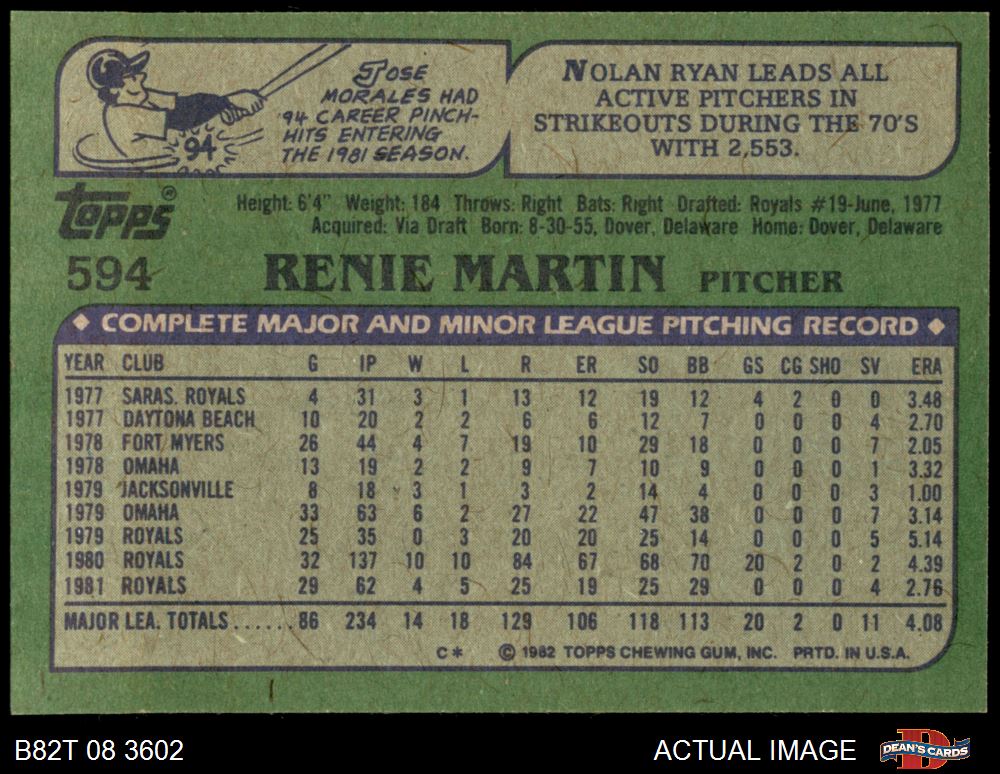 Jose
Morales had
94 career pinch-
hits entering
the 1981 season.
94
Nolan Ryan leads all
active pitchers in
strikeouts during the 70's
with 2,553.
Topps®
Height: 6'4" Weight: 184 Throws: Right Bats: Right Drafted: Royals #19-June, 1977
Acquired: Via Draft Born: 8-30-55, Dover, Delaware Home: Dover, Delaware
594 RENIE MARTIN PITCHER
◆ COMPLETE MAJOR AND MINOR LEAGUE PITCHING RECORD ◆
YEAR CLUB G IP W L R ER SO BB GS CG SHO SV ERA
1977 SARAS. ROYALS 4 31 3 1 13 12 19 12 4 2 0 0 3.48
1977 DAYTONA BEACH 10 20 2 2 6 6 12 7 0 0 0 4 2.70
1978 FORT MYERS 26 44 4 7 19 10 29 18 0 0 0 7 2.05
1978 OMAHA 13 19 2 2 9 7 10 9 0 0 0 1 3.32
1979 JACKSONVILLE 8 18 3 1 3 2 14 4 0 0 0 3 1.00
1979 OMAHA 33 63 6 2 27 22 47 38 0 0 0 7 3.14
1979 ROYALS 25 35 0 3 20 20 25 14 0 0 0 5 5.14
1980 ROYALS 32 137 10 10 84 67 68 70 20 2 0 2 4.39
1981 ROYALS 29 62 4 5 25 19 25 29 0 0 0 4 2.76
MAJOR LEA. TOTALS......86 234 14 18 129 106 118 113 20 2 0 11 4.08
C* © 1982 TOPPS CHEWING GUM, INC. PRTD. IN U.S.A.
B82T 08 3602 ACTUAL IMAGE DEAN'S CARDS